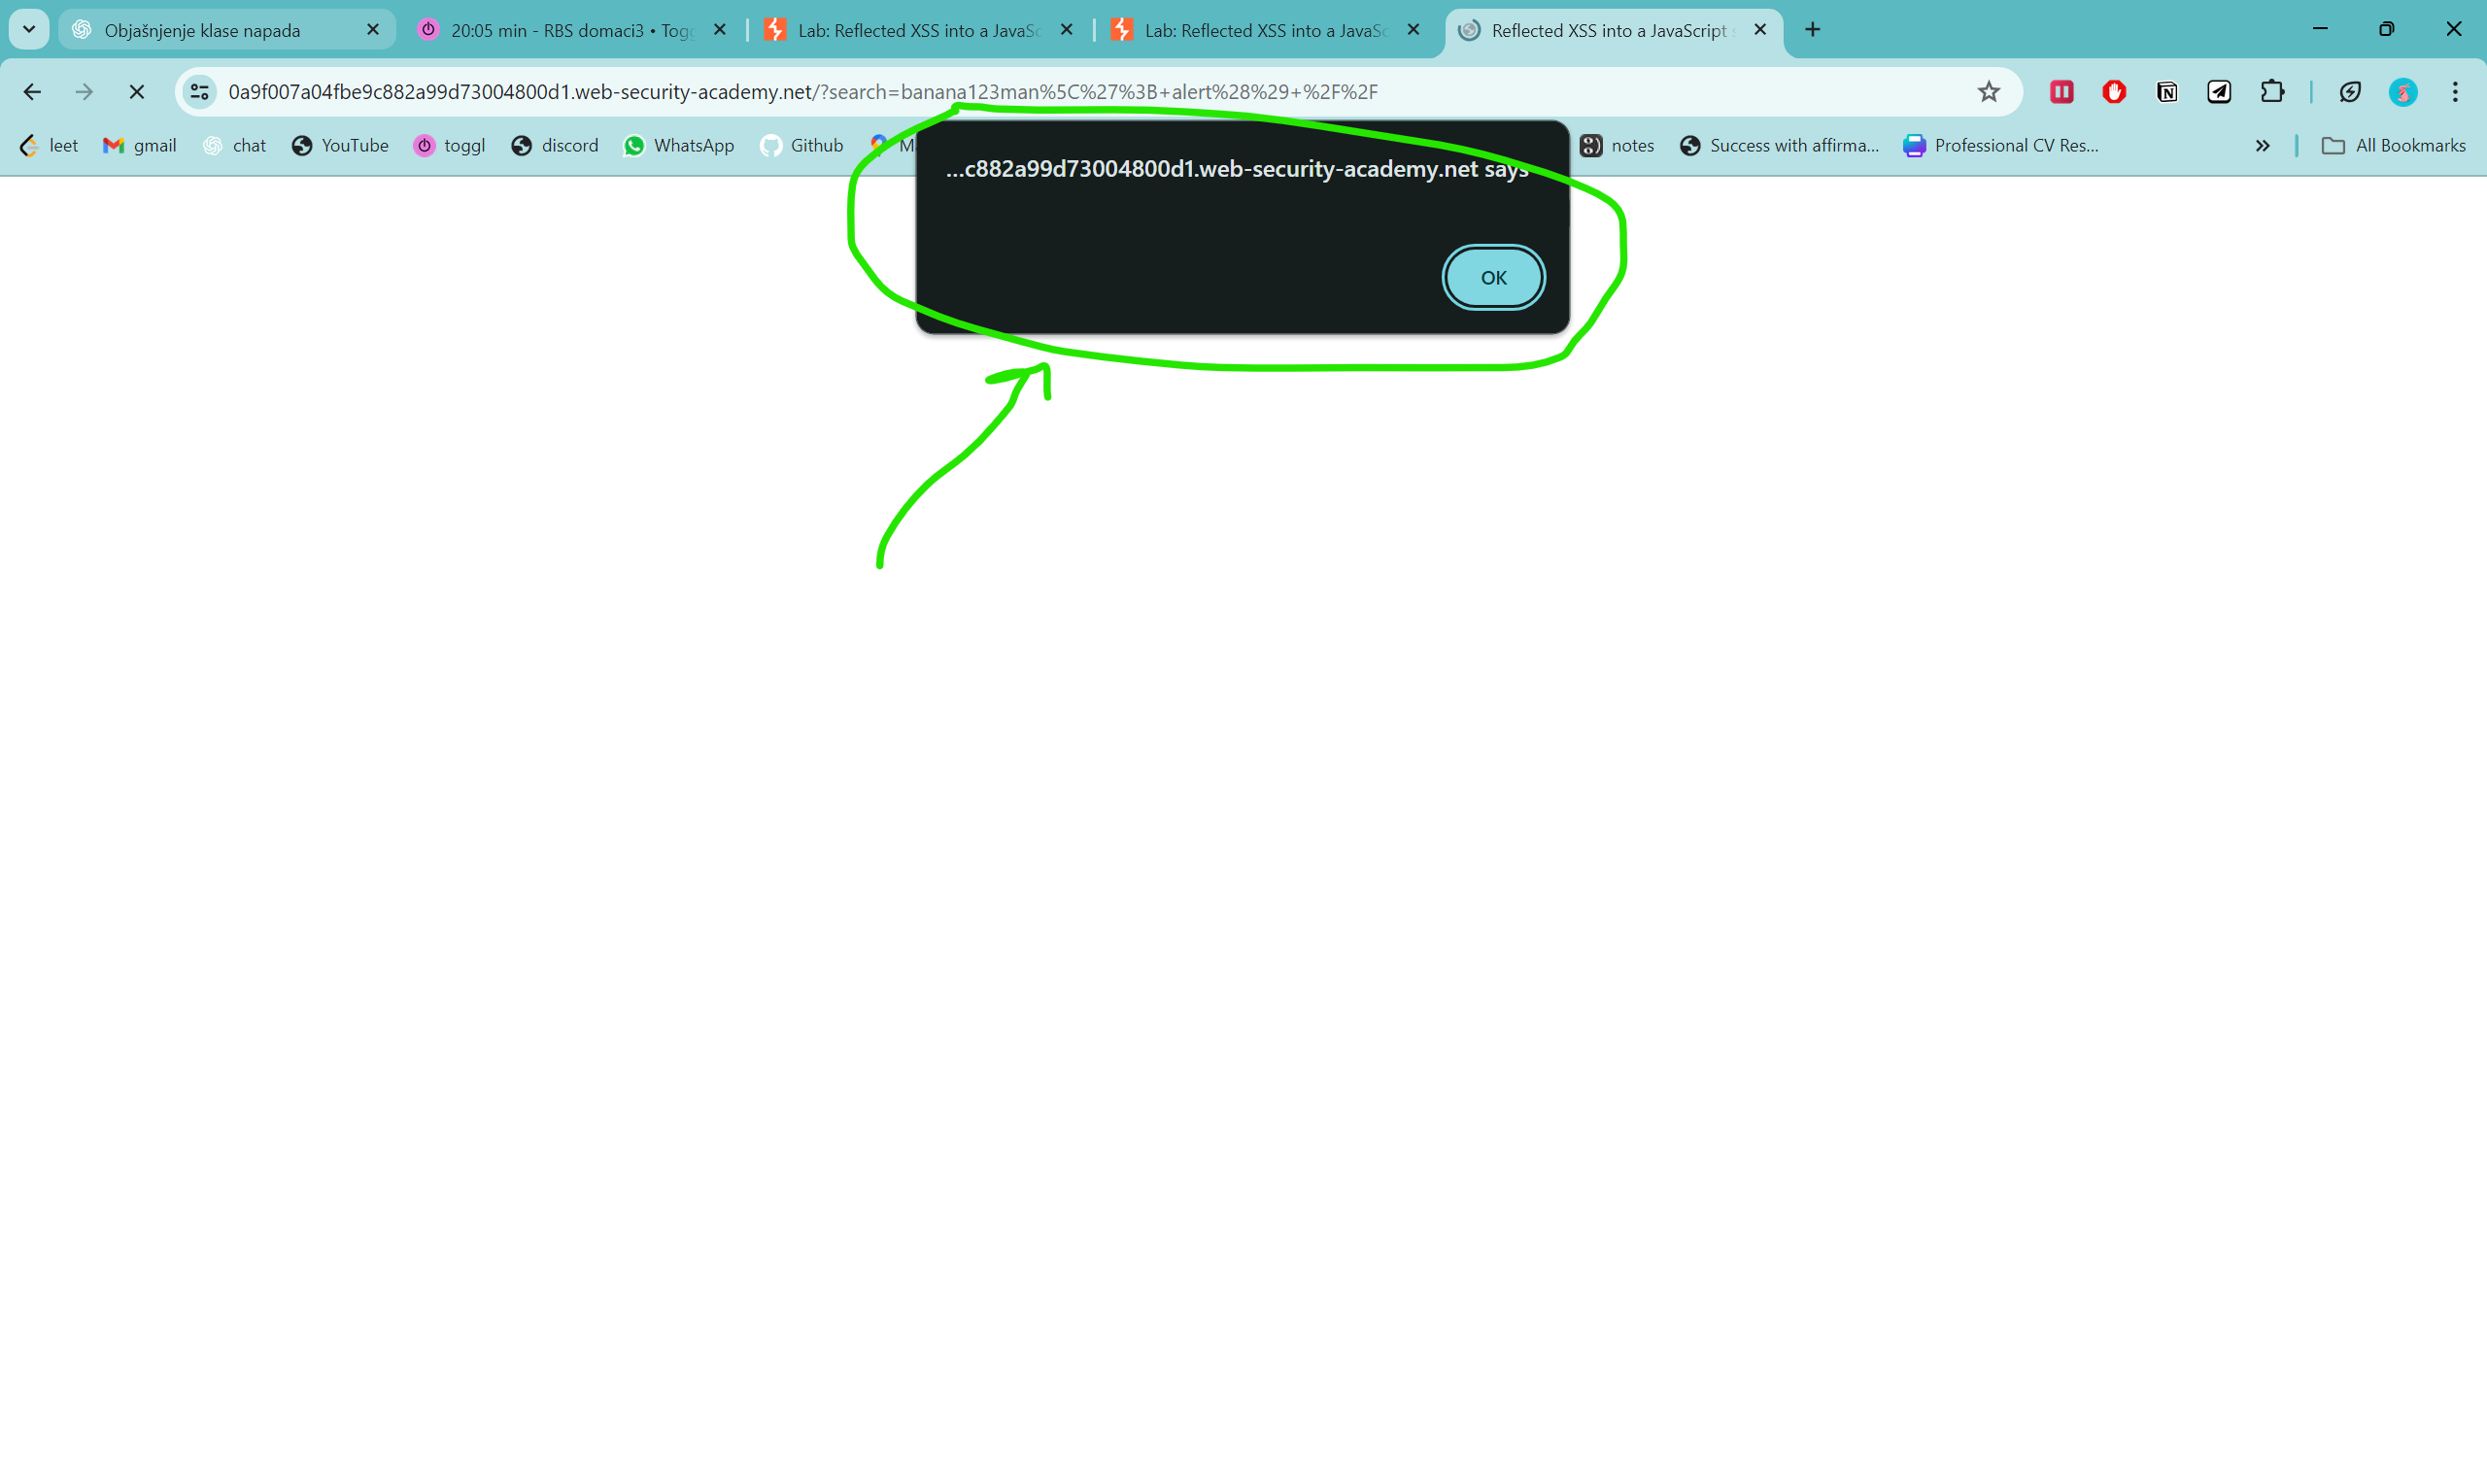 Objašnjenje klase napada
20:05 min - RBS domaci3 • Togg
Lab: Reflected XSS into a JavaSc
Lab: Reflected XSS into a JavaSc
Reflected XSS into a JavaScript s
0a9f007a04fbe9c882a99d73004800d1.web-security-academy.net/?search=banana123man%5C%27%3B+alert%28%29+%2F%2F
leet
gmail
chat
YouTube
toggl
discord
WhatsApp
Github
Ma
notes
Success with affirma...
Professional CV Res...
All Bookmarks
...c882a99d73004800d1.web-security-academy.net says
OK